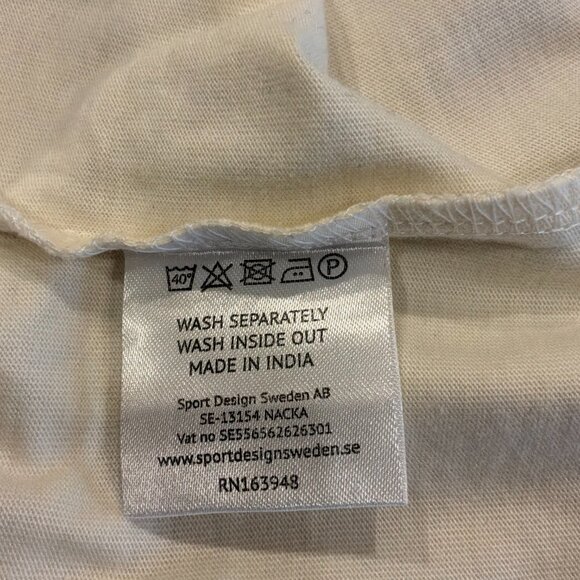 40°
P
WASH SEPARATELY
WASH INSIDE OUT
MADE IN INDIA
Sport Design Sweden AB
SE-13154 NACKA
Vat no SE556562626301
www.sportdesignsweden.se
RN163948